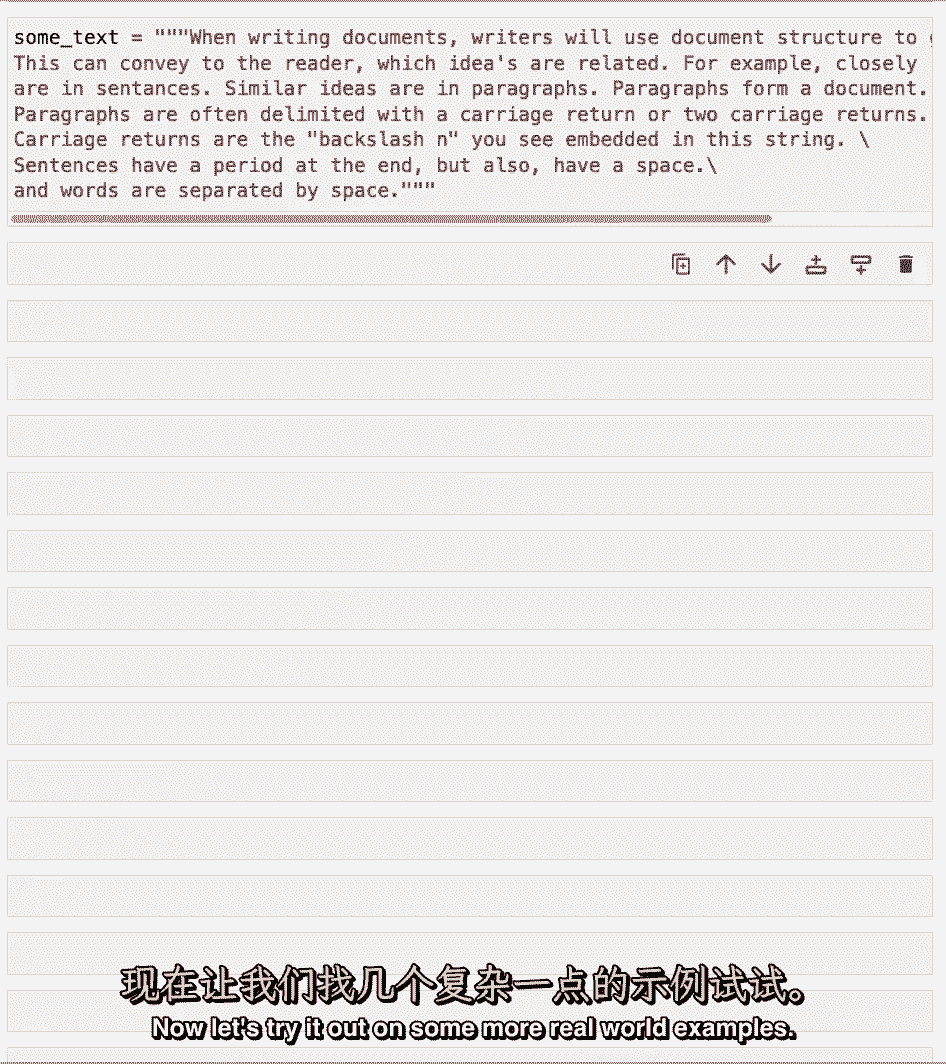 some_text = """When writing documents, writers will use document structure to
This can convey to the reader, which idea's are related. For example, closely
are in sentances. Similar ideas are in paragraphs. Paragraphs form a document.
Paragraphs are often delimited with a carriage return or two carriage returns.
Carriage returns are the "backslash n" you see embedded in this string. \
Sentences have a period at the end, but also, have a space.\
and words are separated by space."""
现在让我们找几个复杂一点的示例试试。
Now let's try it out on some more real world examples.